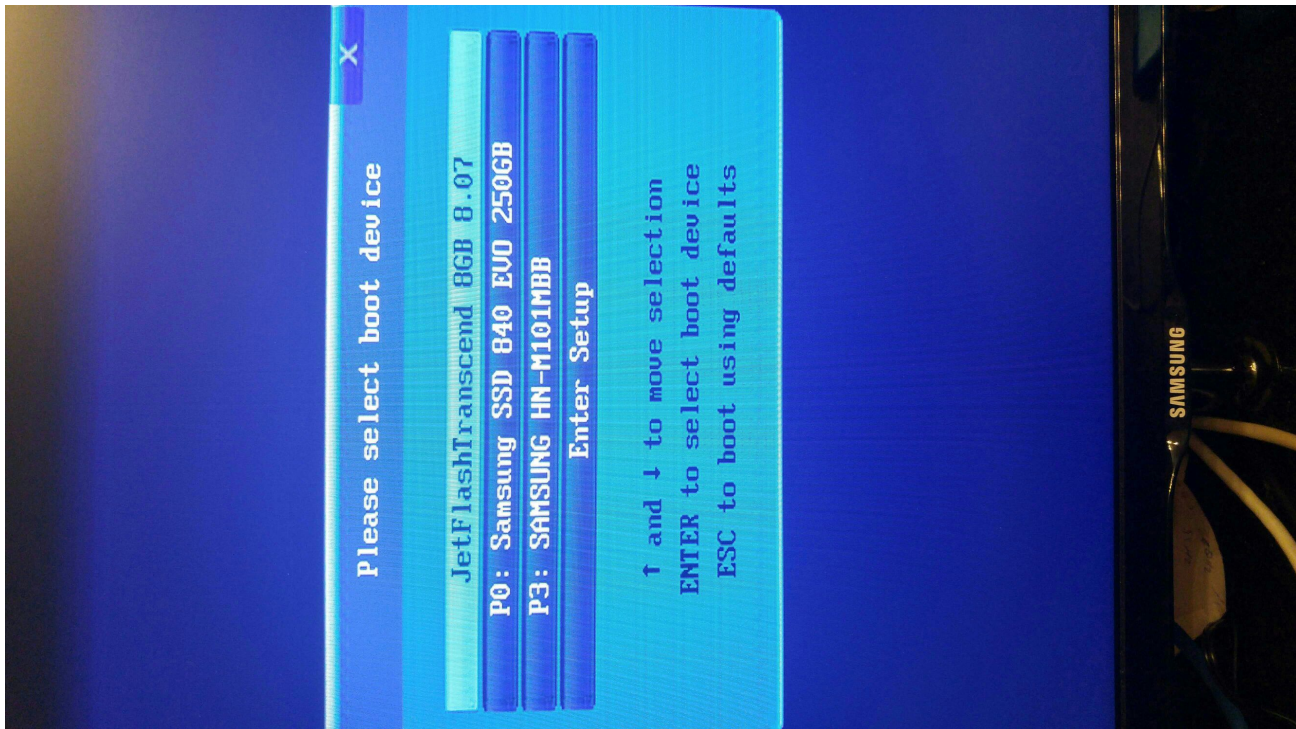 X
Please select boot device
JetFlashTranscend 8GB 8.07
P0: Samsung SSD 840 EVO 250GB
P3: SAMSUNG HN-M101MBB
Enter Setup
↑ and ↓ to move selection
ENTER to select boot device
ESC to boot using defaults
SAMSUNG